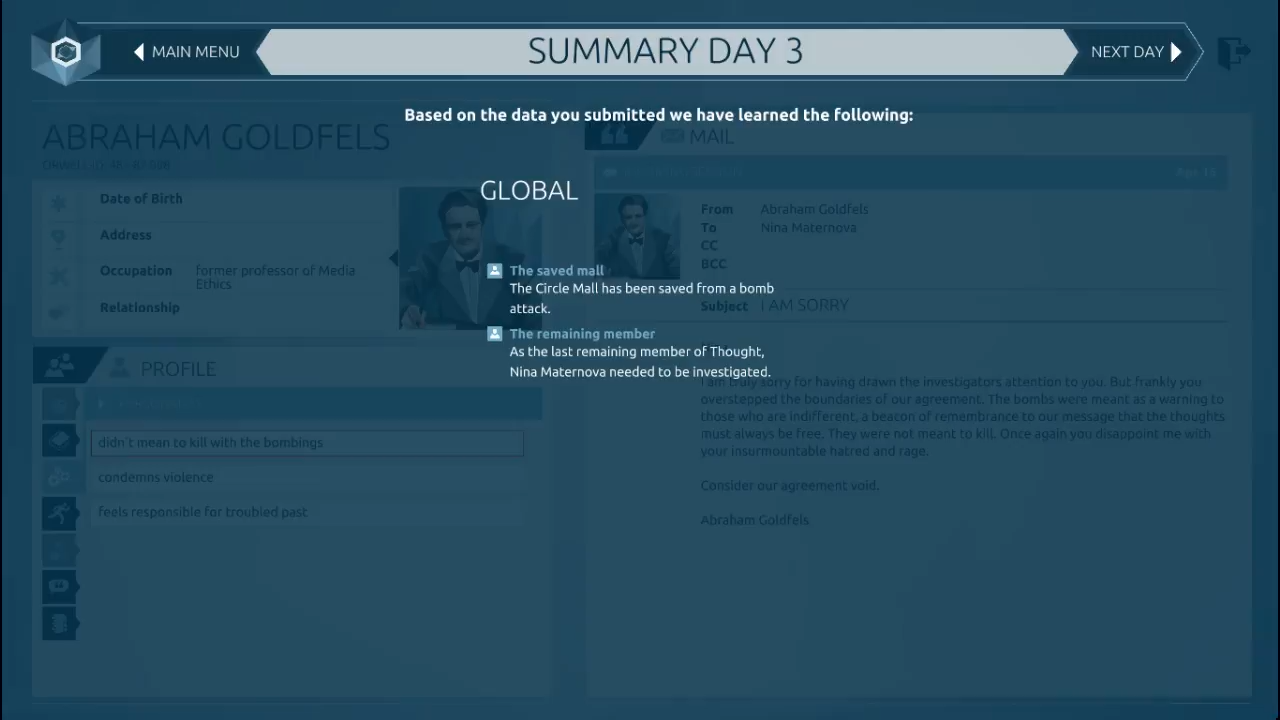 MAIN MENU
SUMMARY DAY 3
NEXT DAY
Based on the data you submitted we have learned the following:
ABRAHAM GOLDFELS
MAIL
Date of Birth
Address
Occupation former professor of Media
Ethics
Relationship
GLOBAL
The saved mall
The Circle Mall has been saved from a bomb
attack.
The remaining member
As the last remaining member of Thought,
Nina Maternova needed to be investigated.
Apr 15
From Abraham Goldfels
To Nina Maternova
CC
BCC
Subject I AM SORRY
I am truly sorry for having drawn the investigators attention to you. But frankly you
overstepped the boundaries of our agreement. The bombs were meant as a warning to
those who are indifferent, a beacon of remembrance to our message that the thoughts
must always be free. They were not meant to kill. Once again you disappoint me with
your insurmountable hatred and rage.
Consider our agreement void.
Abraham Goldfels
PROFILE
didn't mean to kill with the bombings
condemns violence
feels responsible for troubled past